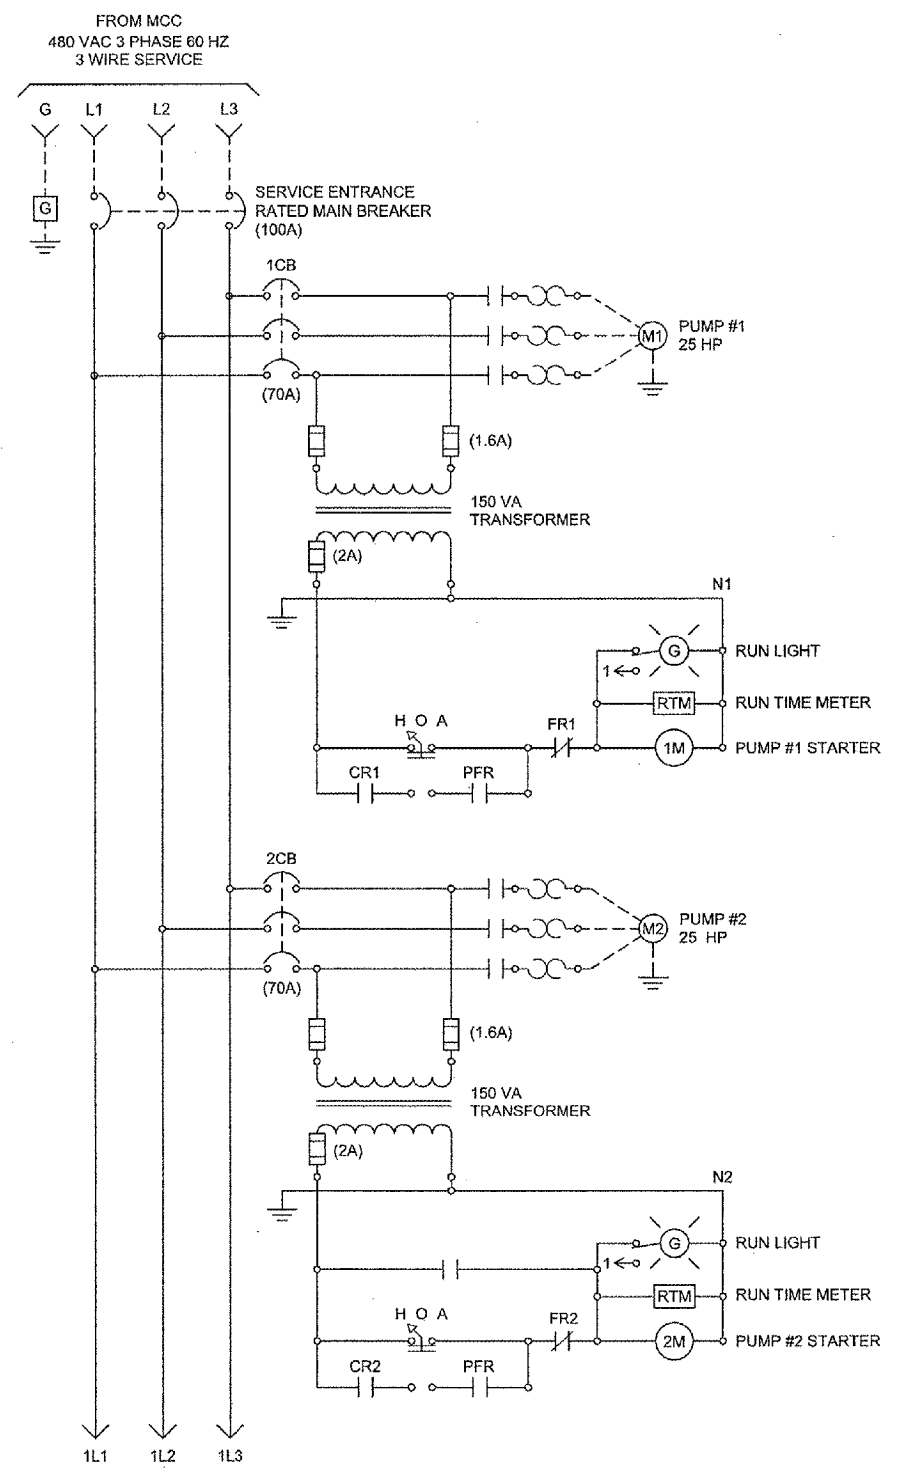 FROM MCC
480 VAC 3 PHASE 60 HZ
3 WIRE SERVICE
G L1 L2 L3
G
SERVICE ENTRANCE
RATED MAIN BREAKER
(100A)
1CB
M1
PUMP #1
25 HP
(70A)
(1.6A)
150 VA
TRANSFORMER
(2A)
N1
G
RUN LIGHT
1
RTM
RUN TIME METER
H O A
FR1
1M
PUMP #1 STARTER
CR1
PFR
2CB
M2
PUMP #2
25 HP
(70A)
(1.6A)
150 VA
TRANSFORMER
(2A)
N2
G
RUN LIGHT
1
RTM
RUN TIME METER
H O A
FR2
2M
PUMP #2 STARTER
CR2
PFR
1L1 1L2 1L3